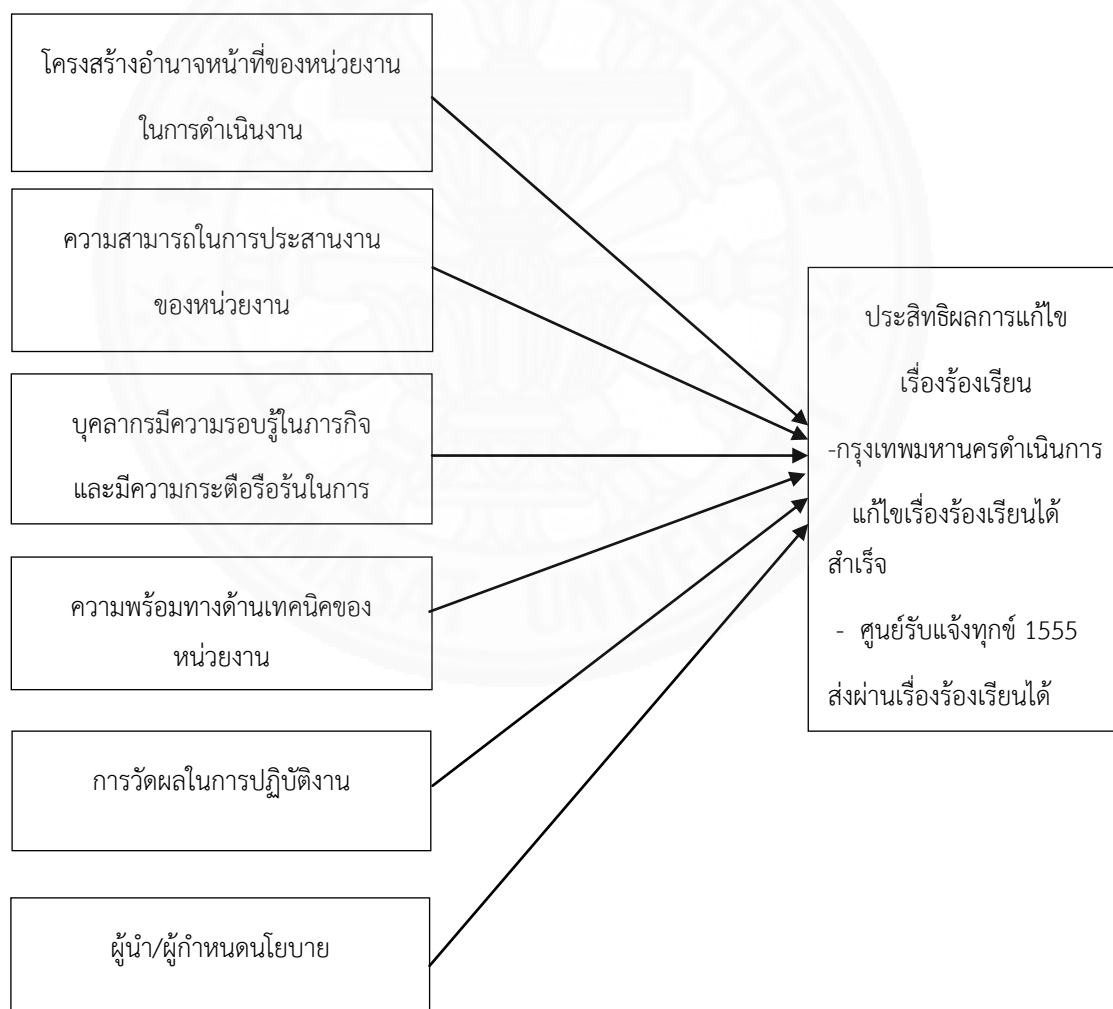 โครงสร้างอำนาจหน้าที่ของหน่วยงาน
ในการดำเนินงาน
ความสามารถในการประสานงาน
ของหน่วยงาน
บุคลากรมีความรอบรู้ในภารกิจ
และมีความกระตือรือร้นในการ
ความพร้อมทางด้านเทคนิคของ
หน่วยงาน
การวัดผลในการปฏิบัติงาน
ผู้นำ/ผู้กำหนดนโยบาย
ประสิทธิผลการแก้ไข
เรื่องร้องเรียน
-กรุงเทพมหานครดำเนินการ
แก้ไขเรื่องร้องเรียนได้
สำเร็จ
- ศูนย์รับแจ้งทุกข์ 1555
ส่งผ่านเรื่องร้องเรียนได้